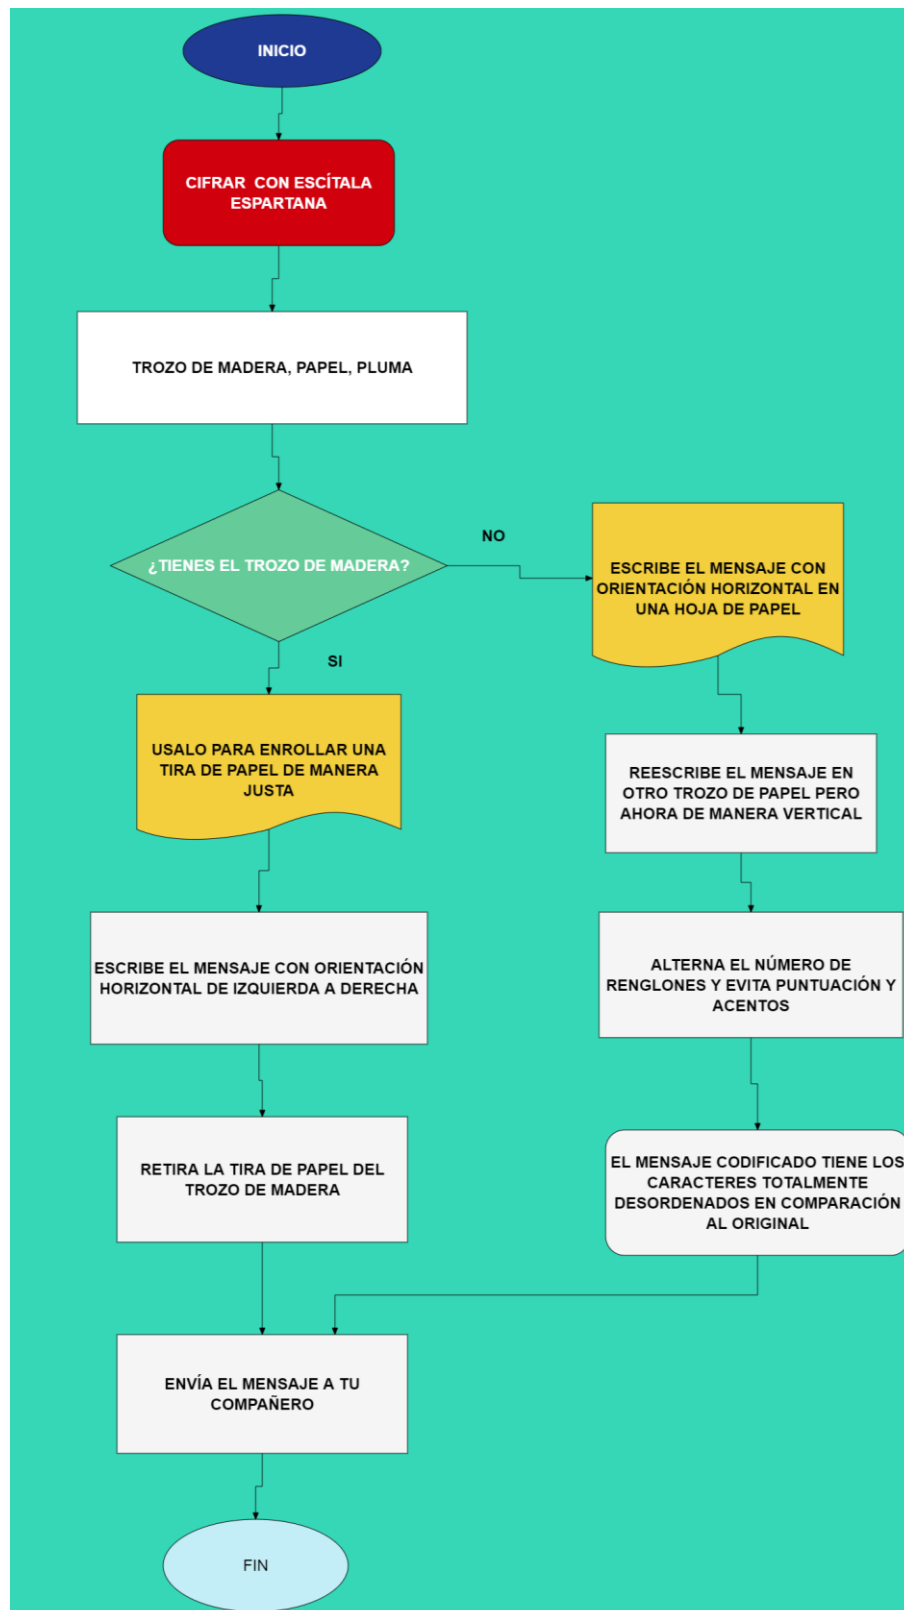 INICIO
CIFRAR CON ESCÍTALA
ESPARTANA
TROZO DE MADERA, PAPEL, PLUMA
¿TIENES EL TROZO DE MADERA?
NO
ESCRIBE EL MENSAJE CON
ORIENTACIÓN HORIZONTAL EN
UNA HOJA DE PAPEL
SI
USALO PARA ENROLLAR UNA
TIRA DE PAPEL DE MANERA
JUSTA
REESCRIBE EL MENSAJE EN
OTRO TROZO DE PAPEL PERO
AHORA DE MANERA VERTICAL
ESCRIBE EL MENSAJE CON ORIENTACIÓN
HORIZONTAL DE IZQUIERDA A DERECHA
ALTERNA EL NÚMERO DE
RENGLONES Y EVITA PUNTUACIÓN Y
ACENTOS
RETIRA LA TIRA DE PAPEL DEL
TROZO DE MADERA
EL MENSAJE CODIFICADO TIENE LOS
CARACTERES TOTALMENTE
DESORDENADOS EN COMPARACIÓN
AL ORIGINAL
ENVÍA EL MENSAJE A TU
COMPAÑERO
FIN